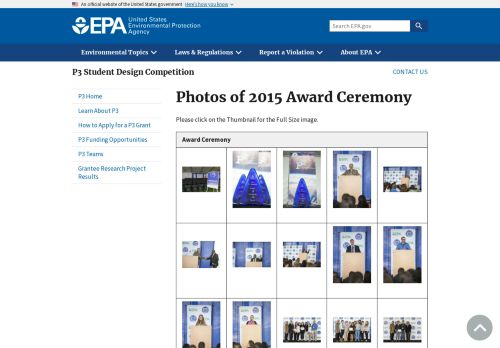 An official website of the United States government Here's how you know
EPA United States
Environmental Protection
Agency
Search EPA.gov
Environmental Topics
Laws & Regulations
Report a Violation
About EPA
P3 Student Design Competition
CONTACT US
P3 Home
Learn About P3
How to Apply for a P3 Grant
P3 Funding Opportunities
P3 Teams
Grantee Research Project
Results
Photos of 2015 Award Ceremony
Please click on the Thumbnail for the Full Size image.
Award Ceremony